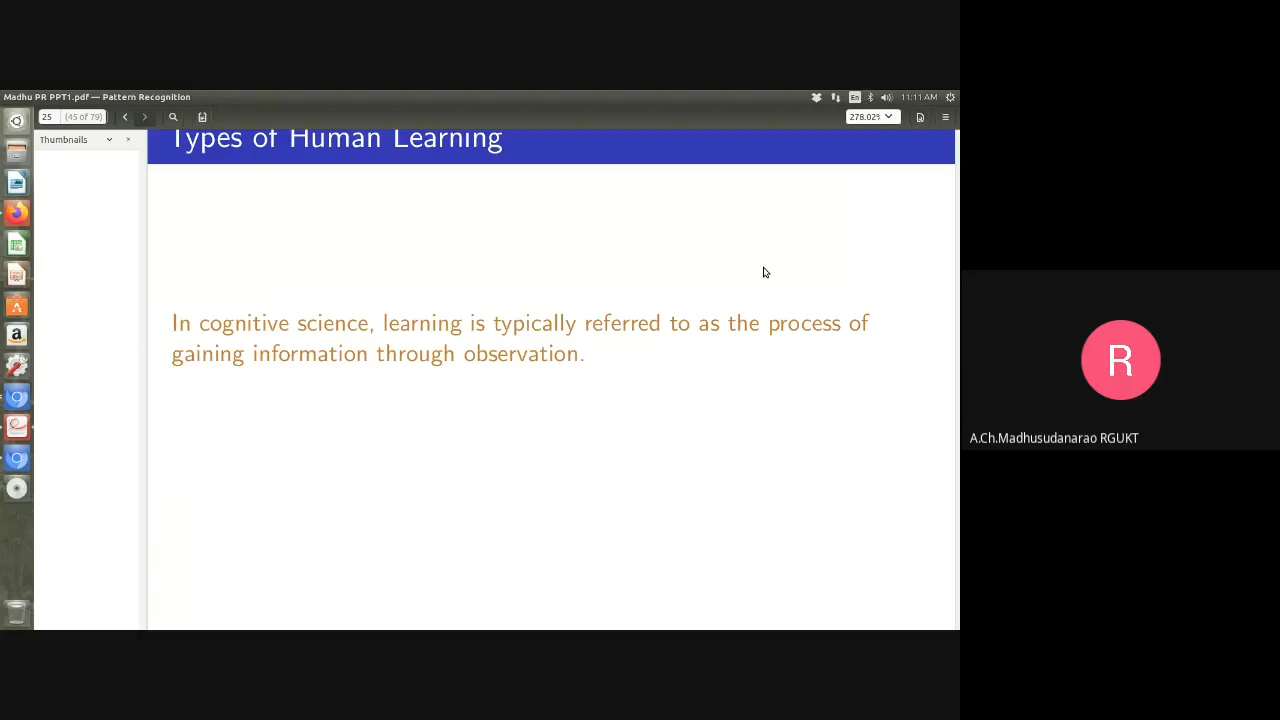 Madhu PR PPT1.pdf — Pattern Recognition
En
11:11 AM
25 (45 of 79)
278.02%
Thumbnails
Types of Human Learning
In cognitive science, learning is typically referred to as the process of
gaining information through observation.
a
R
A.Ch.Madhusudanarao RGUKT